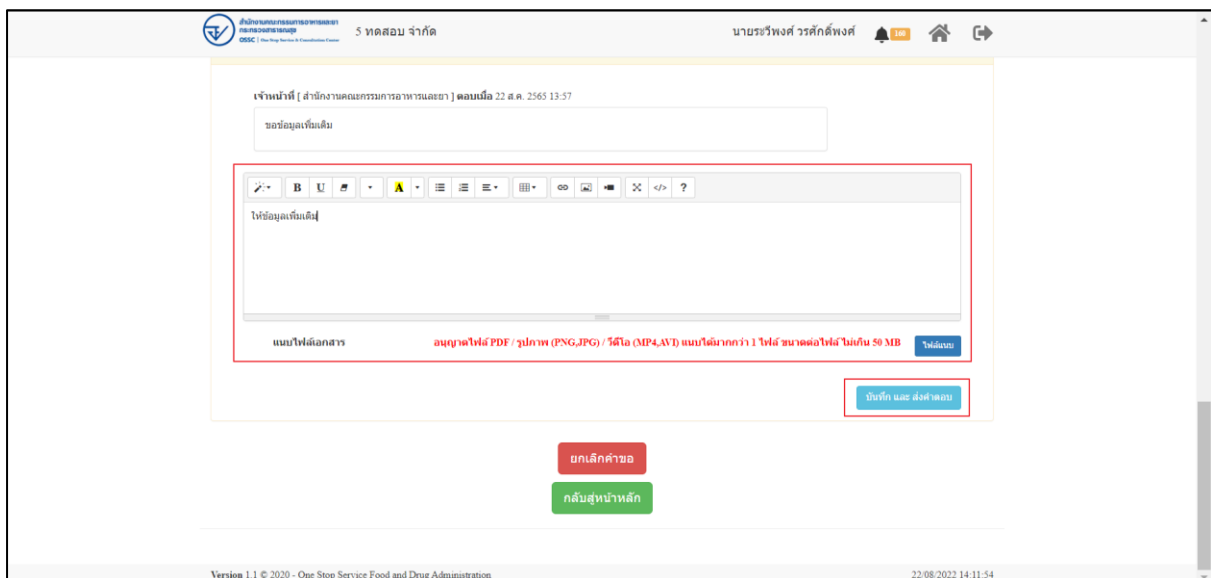 สำนักงานคณะกรรมการอาหารและยา
กระทรวงสาธารณสุข
OSSC | One Stop Service & Consultation Center
5 ทดสอบ จำกัด
นายระวีพงศ์ วรศักดิ์พงศ์
160
เจ้าหน้าที่ [ สำนักงานคณะกรรมการอาหารและยา ] ตอบเมื่อ 22 ส.ค. 2565 13:57
ขอข้อมูลเพิ่มเติม
B U A </> ?
ให้ข้อมูลเพิ่มเติม
แนบไฟล์เอกสาร
อนุญาตไฟล์ PDF / รูปภาพ (PNG,JPG) / วีดีโอ (MP4,AVI) แนบได้มากกว่า 1 ไฟล์ ขนาดต่อไฟล์ ไม่เกิน 50 MB
ไฟล์แนบ
บันทึก และ ส่งคำตอบ
ยกเลิกคำขอ
กลับสู่หน้าหลัก
Version 1.1 © 2020 - One Stop Service Food and Drug Administration
22/08/2022 14:11:54